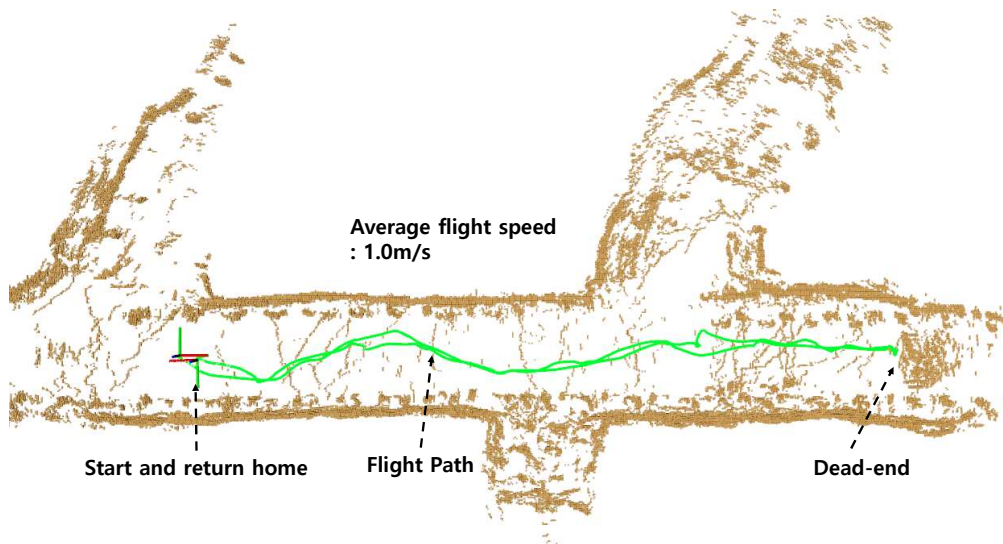 Average flight speed
: 1.0m/s
Start and return home
Flight Path
Dead-end